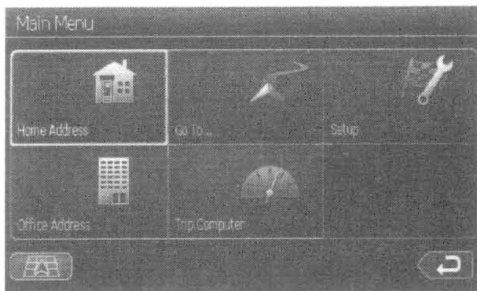 Main Menu
Home Address
Go To...
Setup
Office Address
Trip Computer